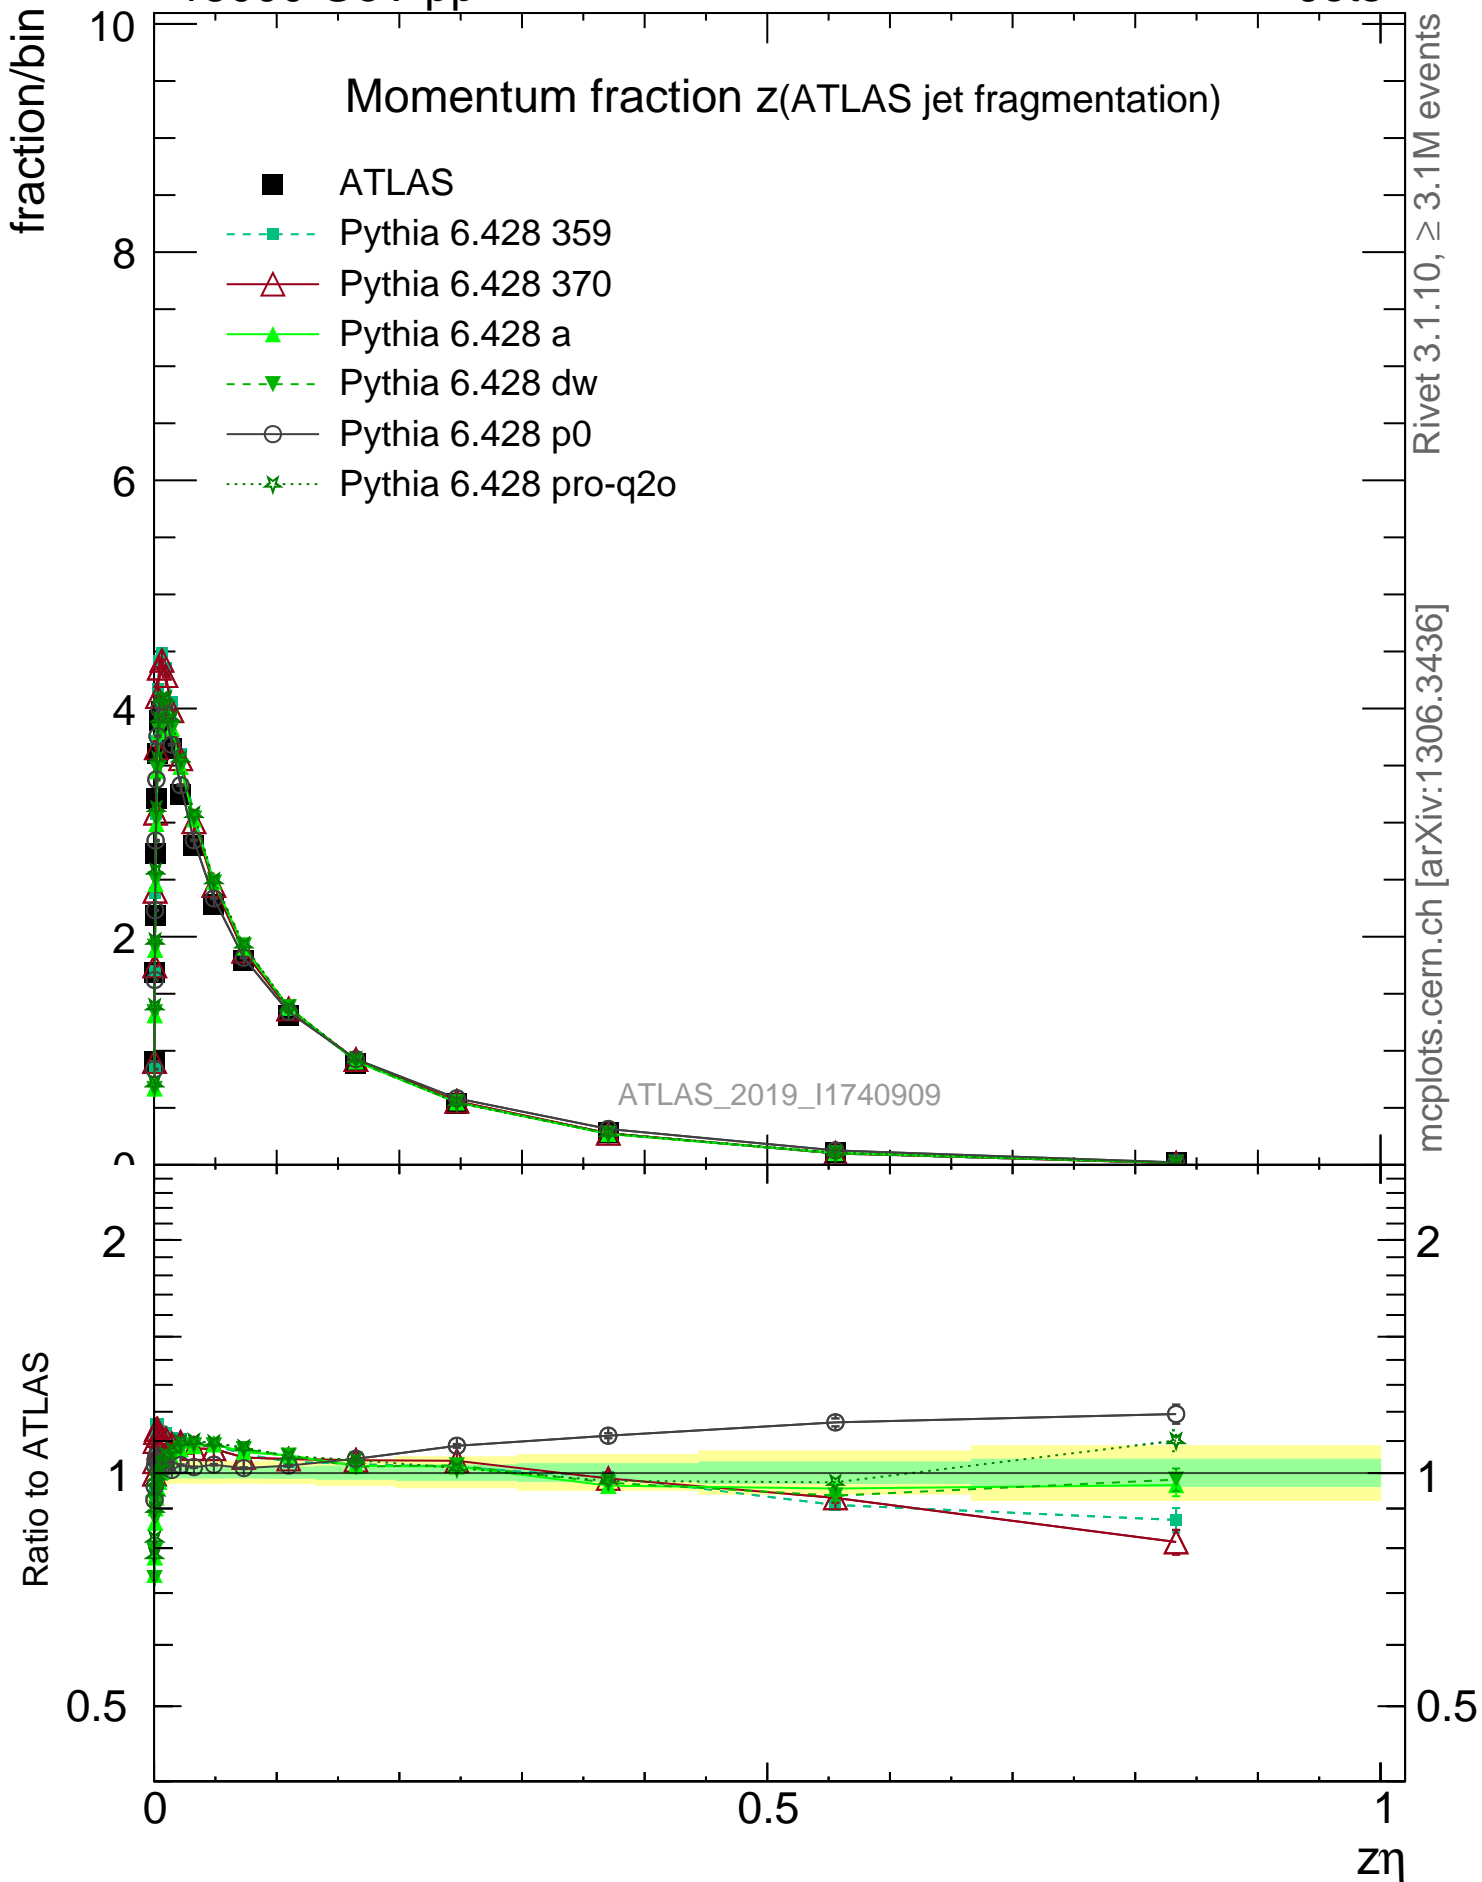 fraction/bin
Momentum fraction z(ATLAS jet fragmentation)
ATLAS
Pythia 6.428 359
Pythia 6.428 370
Pythia 6.428 a
Pythia 6.428 dw
Pythia 6.428 p0
Pythia 6.428 pro-q2o
10
8
6
4
2
0
ATLAS_2019_I1740909
Rivet 3.1.10, ≥ 3.1M events
mcplots.cern.ch [arXiv:1306.3436]
Ratio to ATLAS
2
1
0.5
2
1
0.5
0
0.5
1
zη